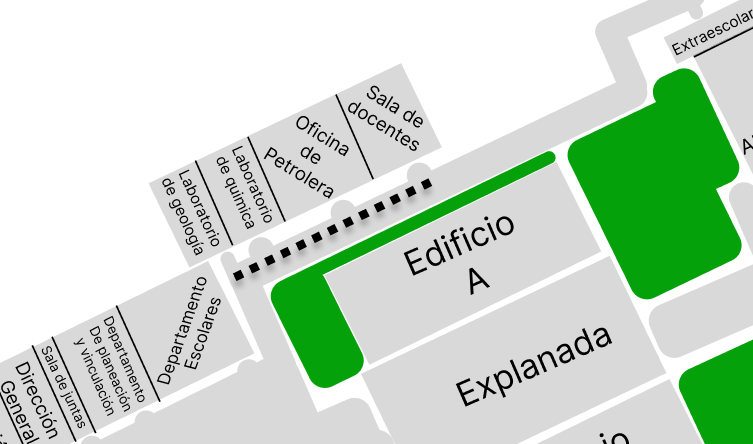 Extraescolar
Sala de
docentes
Oficina
de
Petrolera
Laboratorio
de quimica
Laboratorio
de geología
Edificio
A
Explanada
Departamento
Escolares
Departamento
De planeación
y vinculación
Sala de juntas
Dirección
General